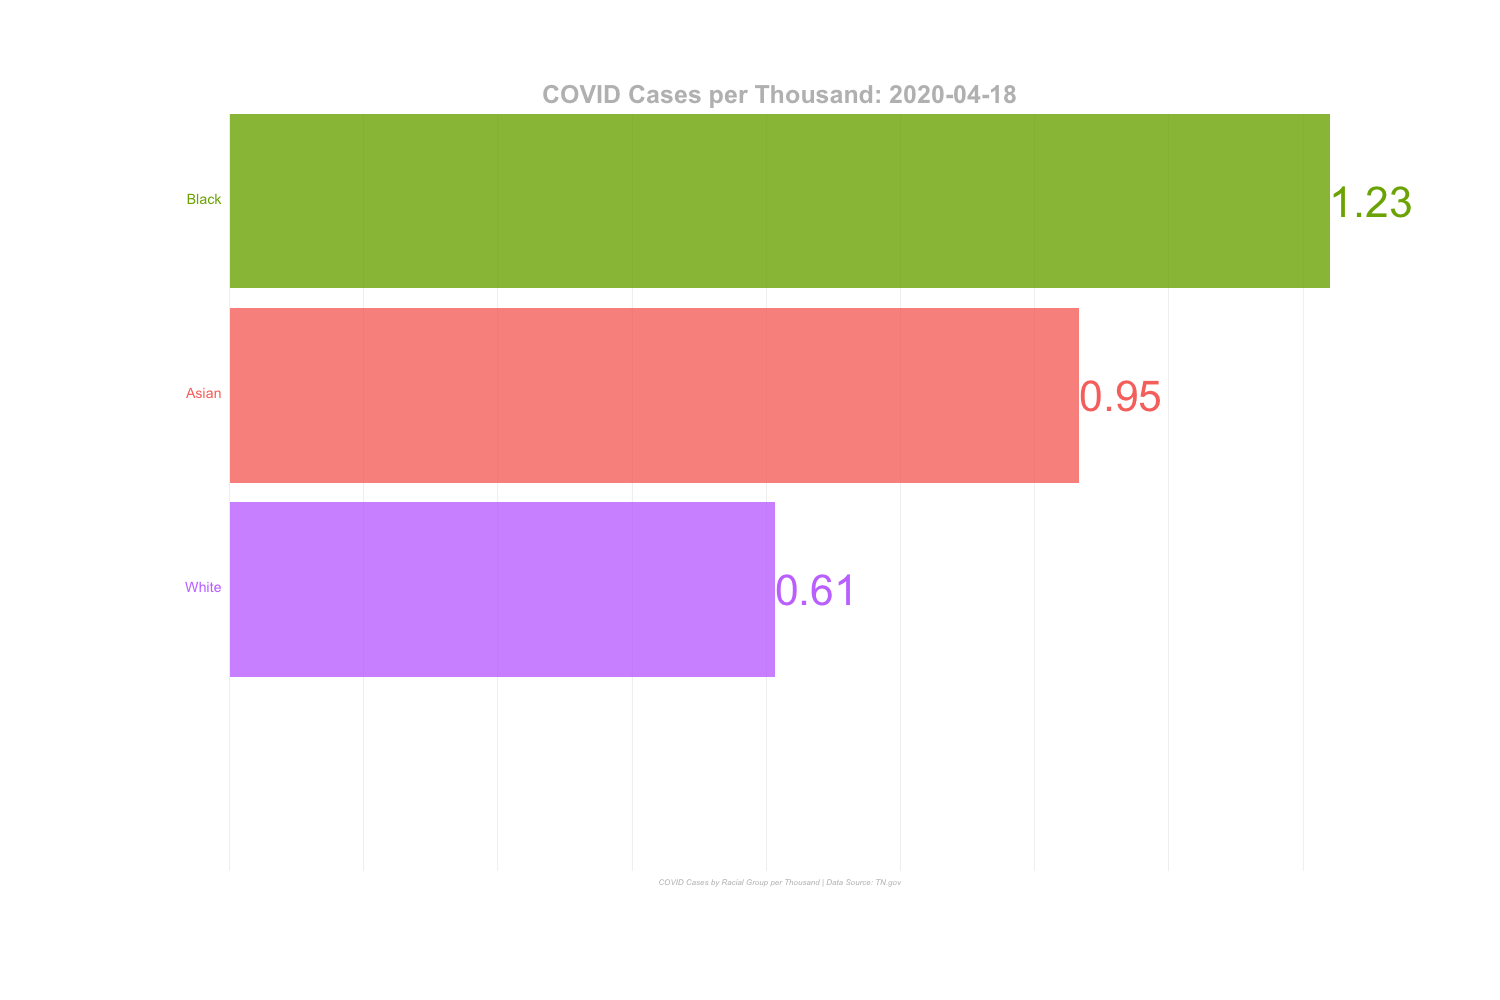 COVID Cases per Thousand: 2020-04-18
Black
1.23
Asian
0.95
White
0.61
COVID Cases by Racial Group per Thousand | Data Source: TN.gov